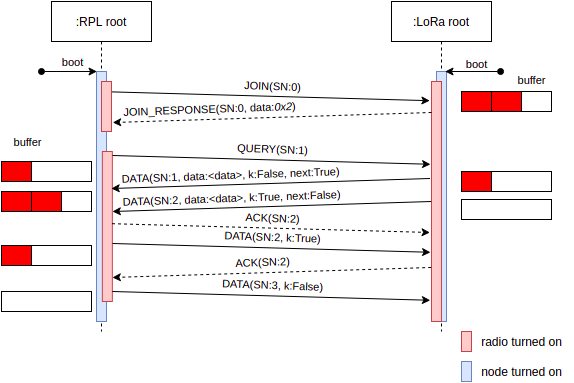 :RPL root
:LoRa root
boot
boot
buffer
JOIN(SN:0)
JOIN_RESPONSE(SN:0, data:0x2)
buffer
QUERY(SN:1)
DATA(SN:1, data:<data>, k:False, next:True)
DATA(SN:2, data:<data>, k:True, next:False)
ACK(SN:2)
DATA(SN:2, k:True)
ACK(SN:2)
DATA(SN:3, k:False)
radio turned on
node turned on